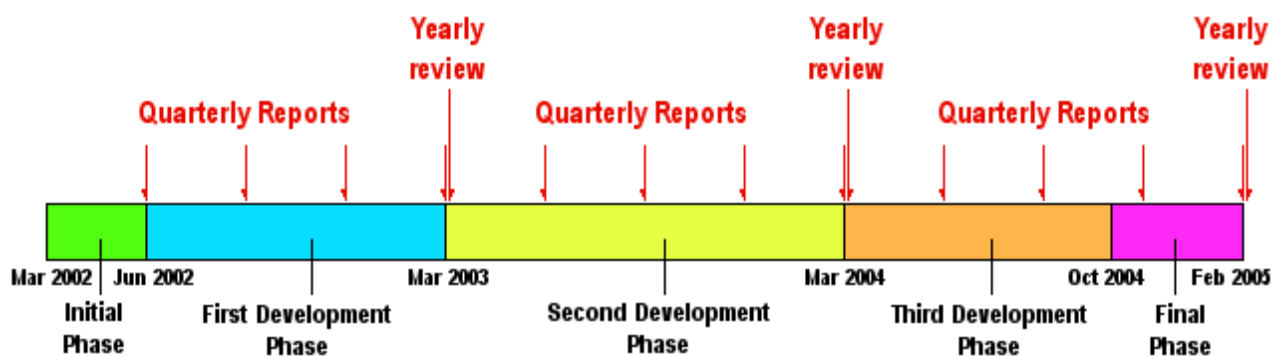 Yearly review
Yearly review
Yearly review
Quarterly Reports
Quarterly Reports
Quarterly Reports
Mar 2002
Jun 2002
Mar 2003
Mar 2004
Oct 2004
Feb 2005
Initial
Phase
First Development
Phase
Second Development
Phase
Third Development
Phase
Final
Phase